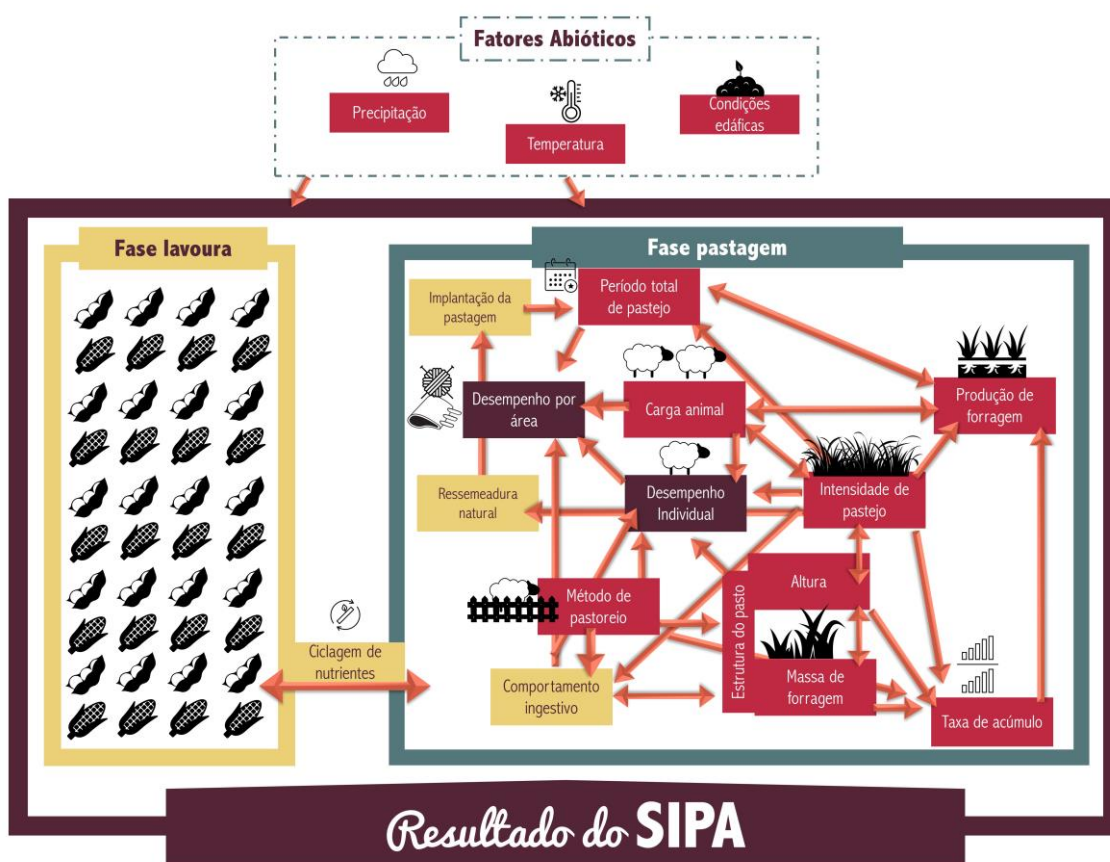 Fatores Abióticos
Precipitação
Temperatura
Condições
edáficas
Fase lavoura
Fase pastagem
Implantação da
pastagem
Período total
de pastejo
Desempenho por
área
Carga animal
Produção de
forragem
Ressemeadura
natural
Desempenho
Individual
Intensidade de
pastejo
Método de
pastoreio
Estrutura do pasto
Altura
Massa de
forragem
Comportamento
ingestivo
Taxa de acúmulo
Ciclagem de
nutrientes
Resultado do SIPA